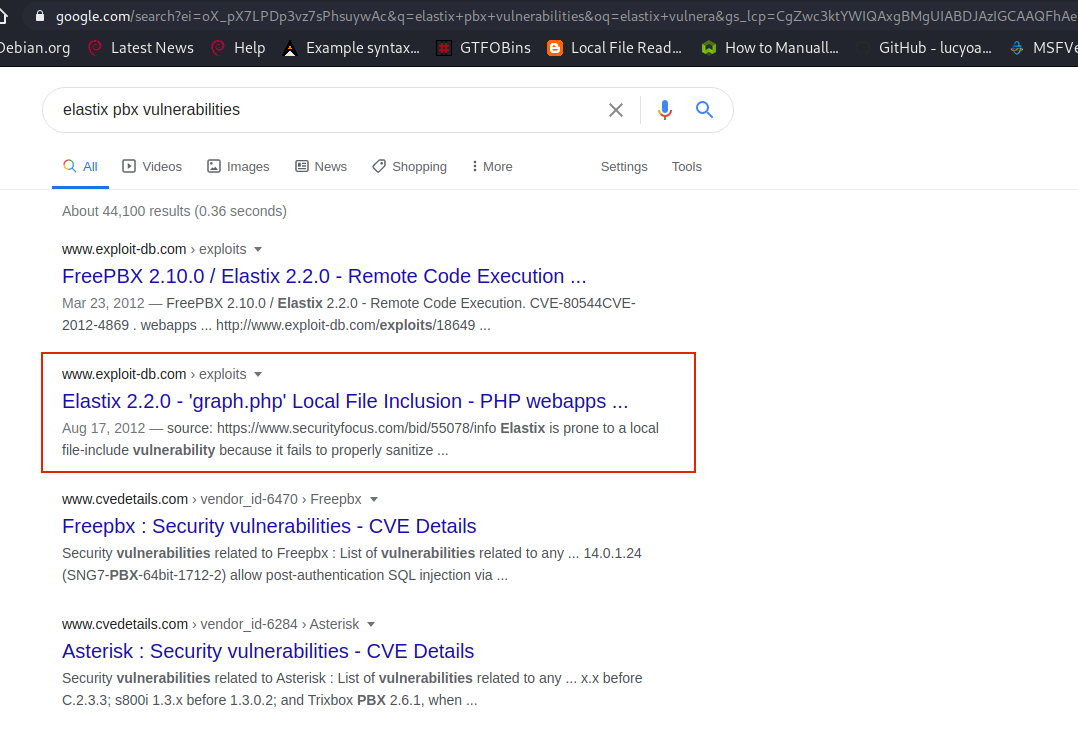 google.com/search?ei=oX_pX7LPDp3vz7sPhsuywAc&q=elastix+pbx+vulnerabilities&oq=elastix+vulnera&gs_lcp=CgZwc3ktYWIQAxgBMgUIABDJAzIGCAAQFhAe
Debian.org Latest News Help Example syntax... GTFOBins Local File Read... How to Manuall... GitHub - lucyoa... MSFVe
elastix pbx vulnerabilities
All Videos Images News Shopping More Settings Tools
About 44,100 results (0.36 seconds)
www.exploit-db.com › exploits
FreePBX 2.10.0 / Elastix 2.2.0 - Remote Code Execution ...
Mar 23, 2012 — FreePBX 2.10.0 / Elastix 2.2.0 - Remote Code Execution. CVE-80544CVE-
2012-4869 . webapps ... http://www.exploit-db.com/exploits/18649 ...
www.exploit-db.com › exploits
Elastix 2.2.0 - 'graph.php' Local File Inclusion - PHP webapps ...
Aug 17, 2012 — source: https://www.securityfocus.com/bid/55078/info Elastix is prone to a local
file-include vulnerability because it fails to properly sanitize ...
www.cvedetails.com › vendor_id-6470 › Freepbx
Freepbx : Security vulnerabilities - CVE Details
Security vulnerabilities related to Freepbx : List of vulnerabilities related to any ... 14.0.1.24
(SNG7-PBX-64bit-1712-2) allow post-authentication SQL injection via ...
www.cvedetails.com › vendor_id-6284 › Asterisk
Asterisk : Security vulnerabilities - CVE Details
Security vulnerabilities related to Asterisk : List of vulnerabilities related to any ... x.x before
C.2.3.3; s800i 1.3.x before 1.3.0.2; and Trixbox PBX 2.6.1, when ...